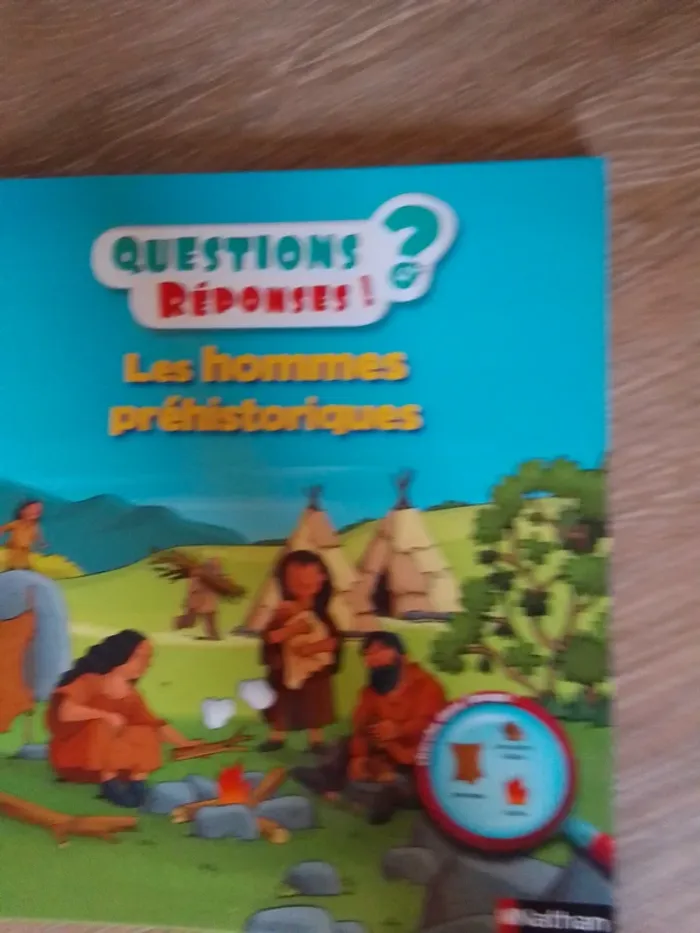 QUESTIONS ?
RÉPONSES !
Les hommes
préhistoriques
Nathan